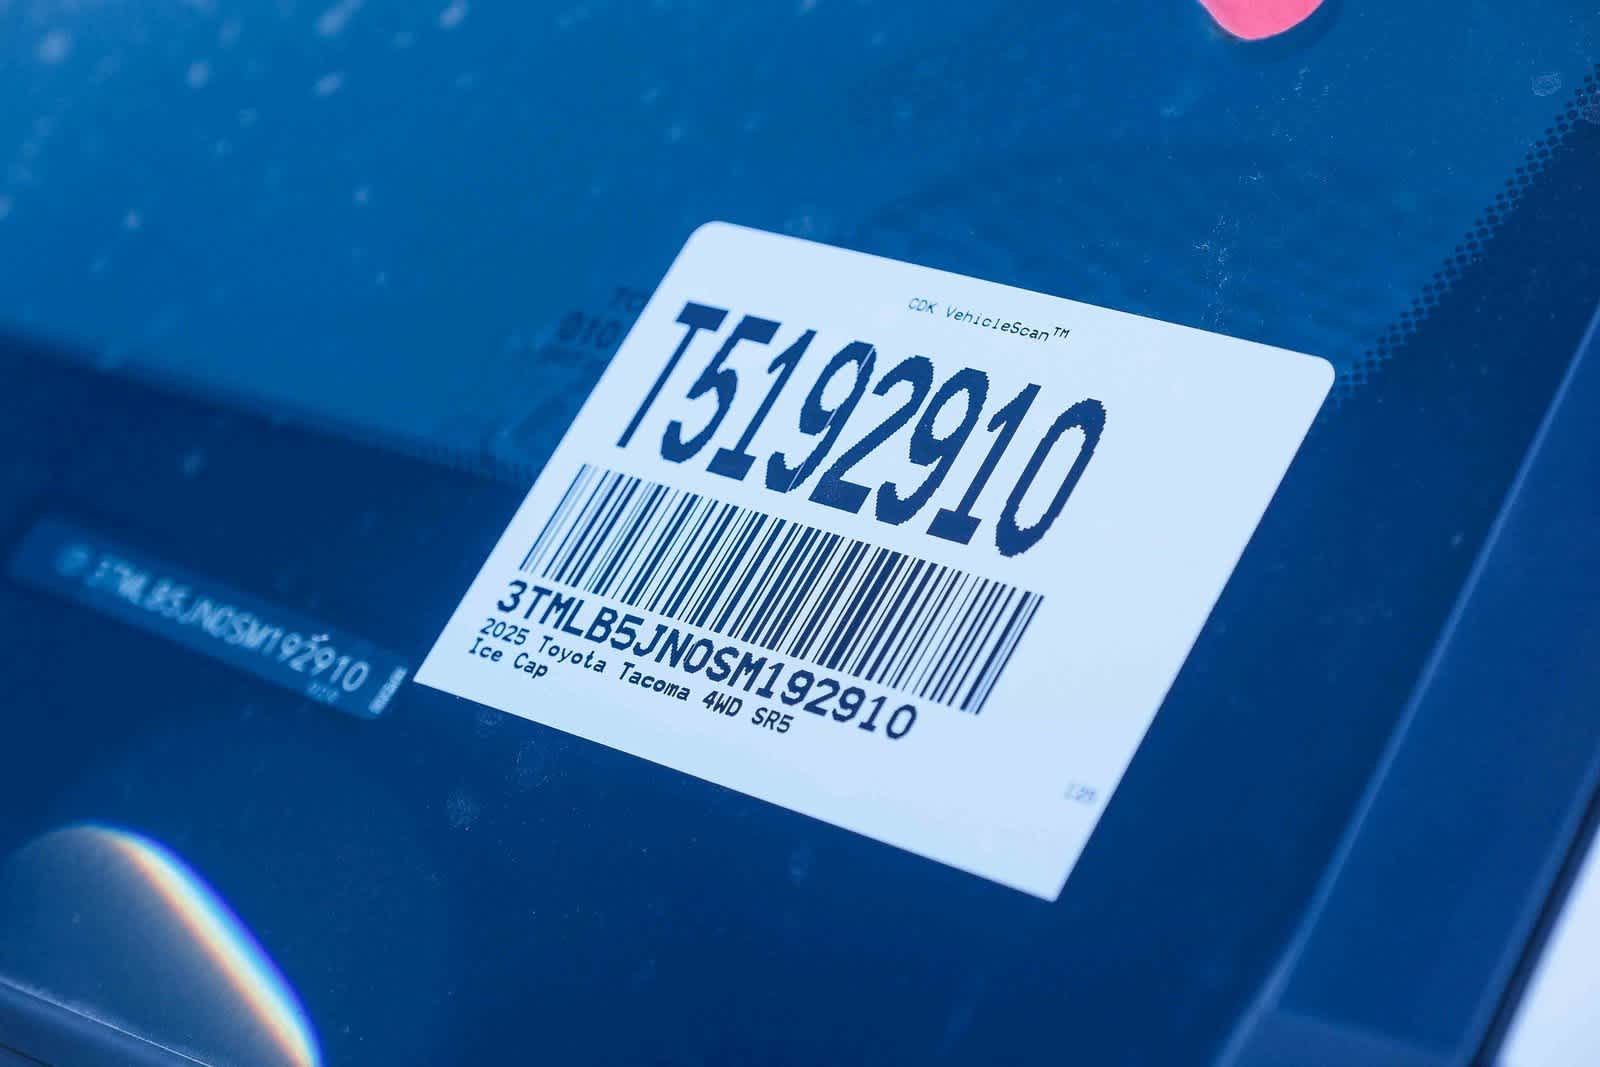 CDK VehicleScan™
T5192910
3TMLB5JN0SM192910
2025 Toyota Tacoma 4WD SR5
Ice Cap
3TMLB5JN0SM192910